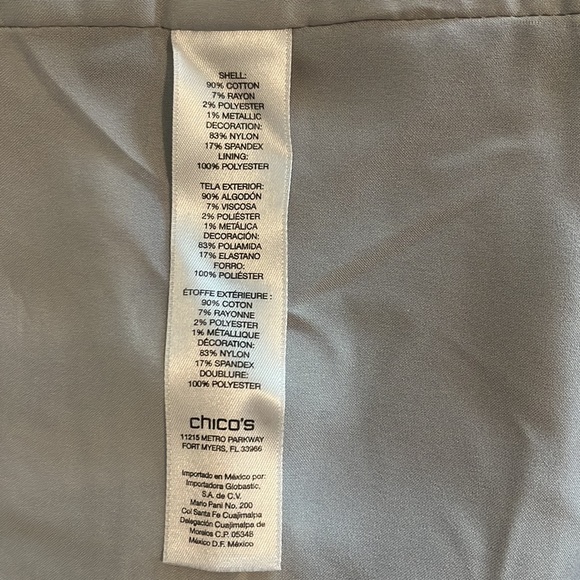 SHELL:
90% COTTON
7% RAYON
2% POLYESTER
1% METALLIC
DECORATION:
83% NYLON
17% SPANDEX
LINING:
100% POLYESTER
TELA EXTERIOR:
90% ALGODÓN
7% VISCOSA
2% POLIÉSTER
1% METÁLICA
DECORACIÓN:
83% POLIAMIDA
17% ELASTANO
FORRO:
100% POLIÉSTER
ÉTOFFE EXTÉRIEURE :
90% COTON
7% RAYONNE
2% POLYESTER
1% MÉTALLIQUE
DÉCORATION:
83% NYLON
17% SPANDEX
DOUBLURE:
100% POLYESTER
chico's
11215 METRO PARKWAY
FORT MYERS, FL 33966
Importado en México por:
Importadora Globastic,
S.A. de C.V.
Mario Pani No. 200
Col Santa Fe Cuajimalpa
Delegación Cuajimalpa de
Morelos C.P. 05348
México D.F. México